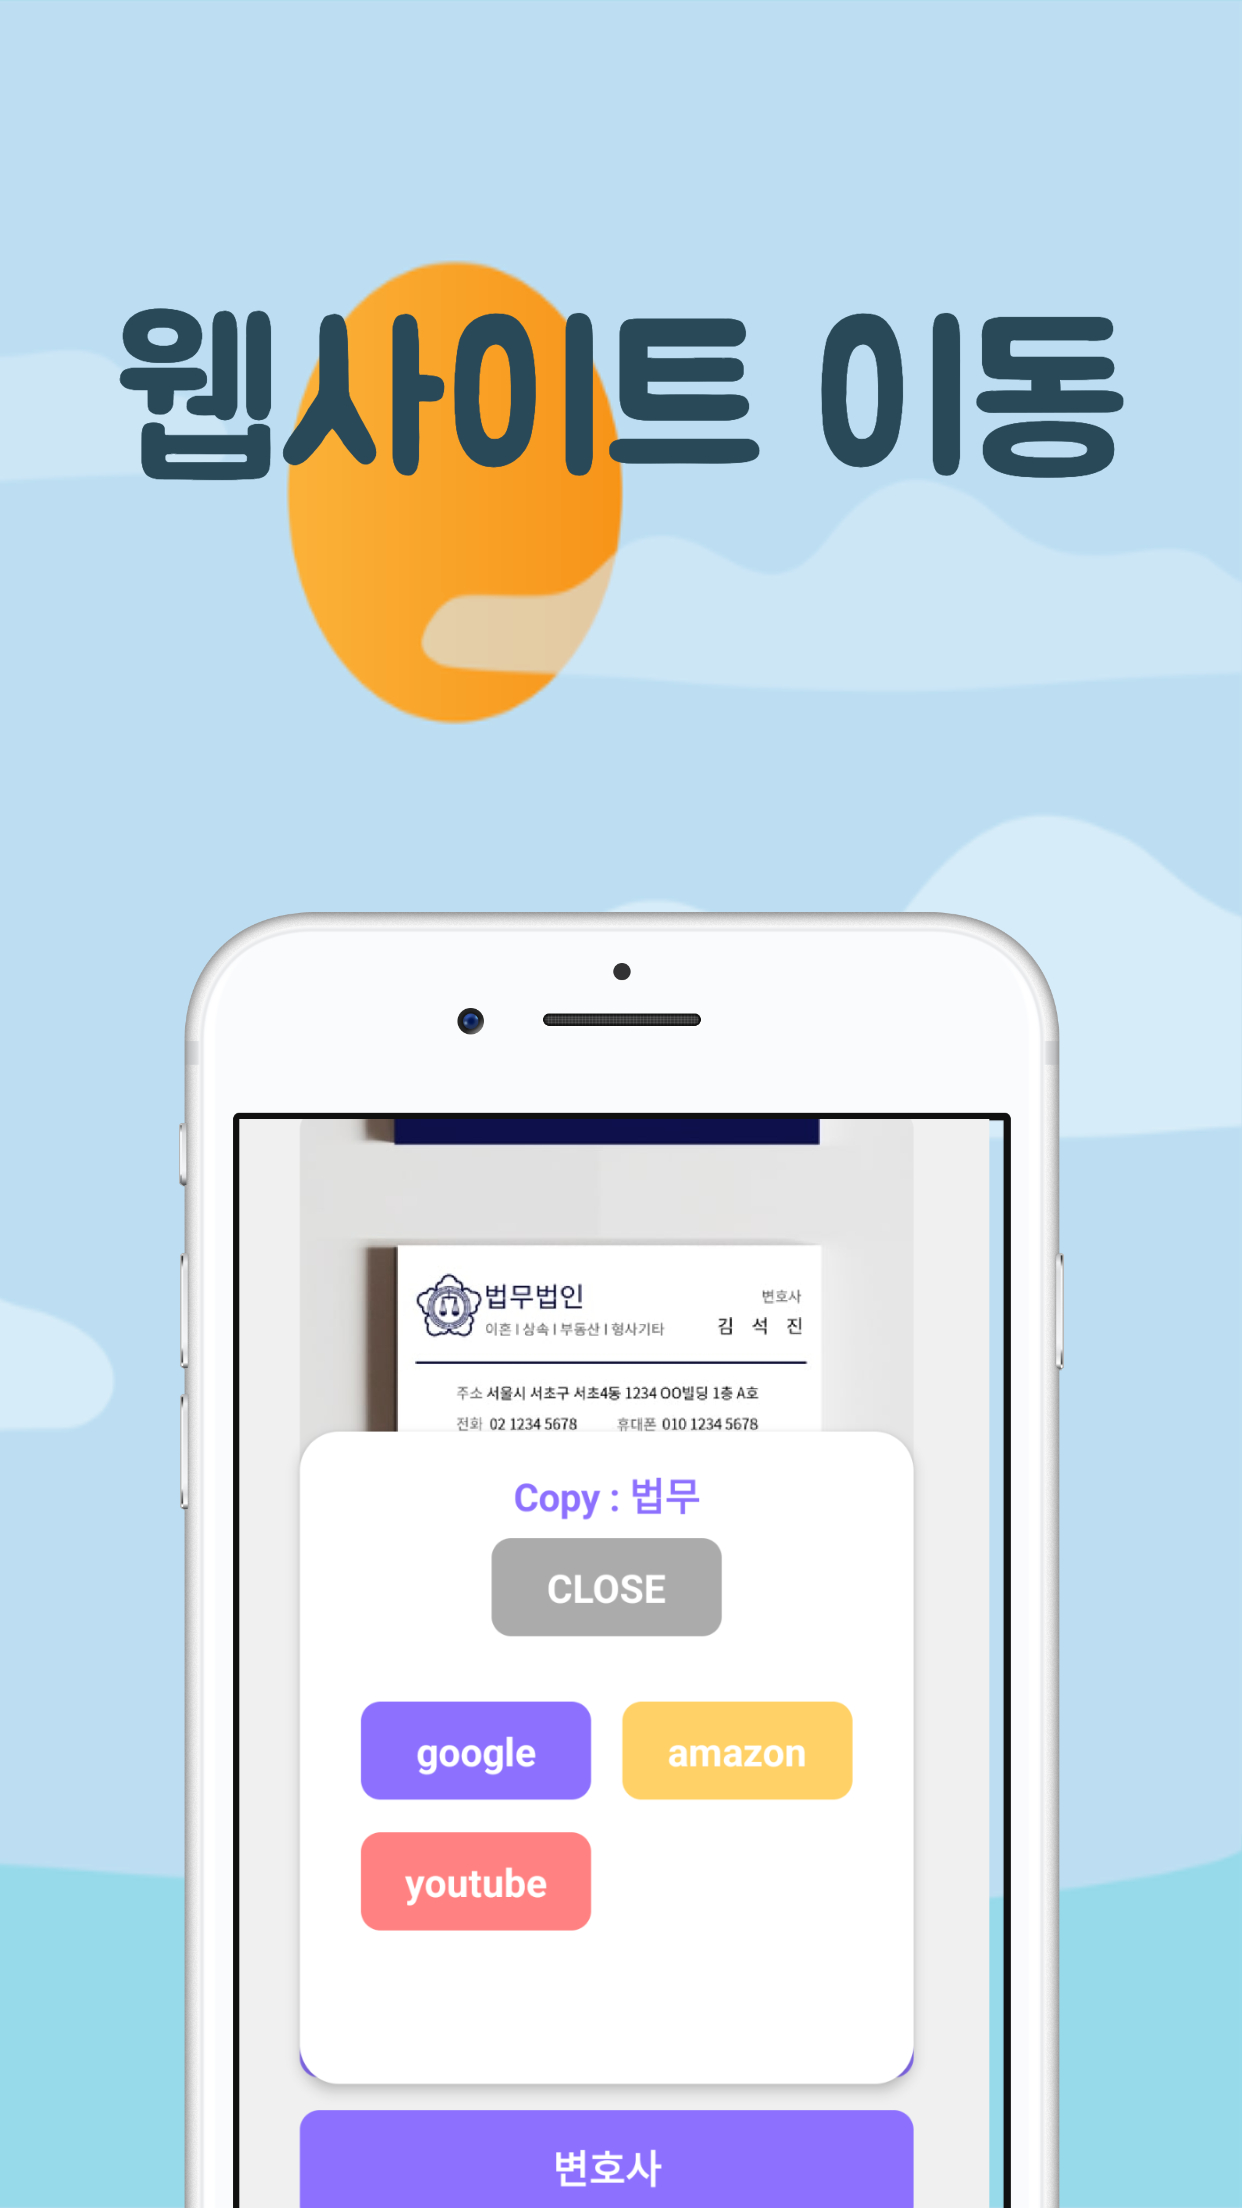 웹사이트 이동
법무법인
변호사
이혼 I 상속 I 부동산 I 형사기타
김 석 진
주소 서울시 서초구 서초4동 1234 OO빌딩 1층 A호
전화 02 1234 5678 휴대폰 010 1234 5678
Copy : 법무
CLOSE
google amazon
youtube
변호사